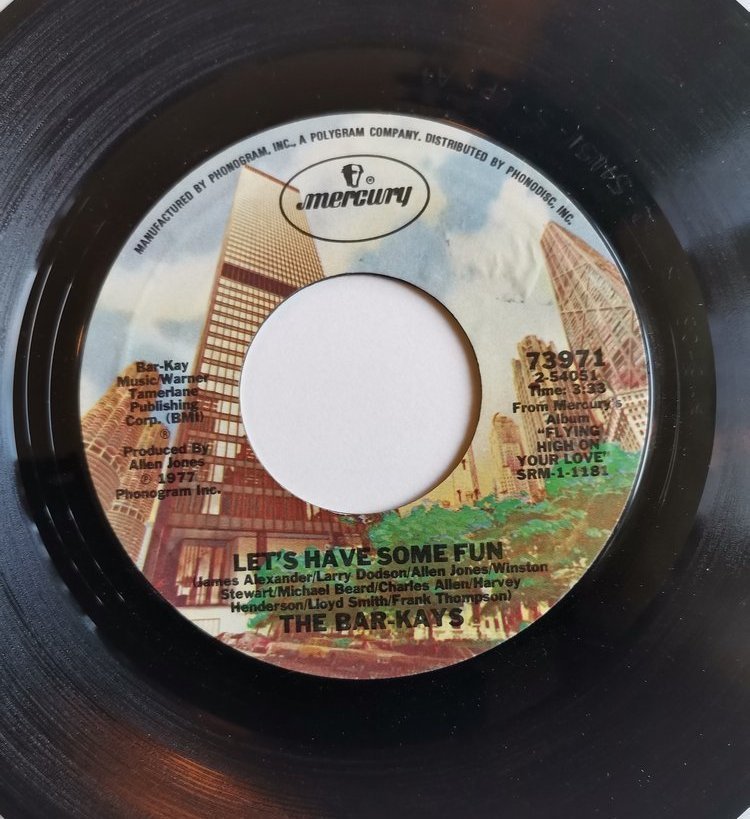 MANUFACTURED BY PHONOGRAM, INC., A POLYGRAM COMPANY. DISTRIBUTED BY PHONODISC, INC.
mercury
®
Bar-Kay
Music/Warner
Tamerlane
Publishing
Corp. (BMI)
℗
Produced By
Allen Jones
℗ 1977
Phonogram Inc.
73971
2-54051
Time: 3:33
From Mercury's
Album
"FLYING
HIGH ON
YOUR LOVE"
SRM-1-1181
LET'S HAVE SOME FUN
(James Alexander/Larry Dodson/Allen Jones/Winston
Stewart/Michael Beard/Charles Allen/Harvey
Henderson/Lloyd Smith/Frank Thompson)
THE BAR-KAYS